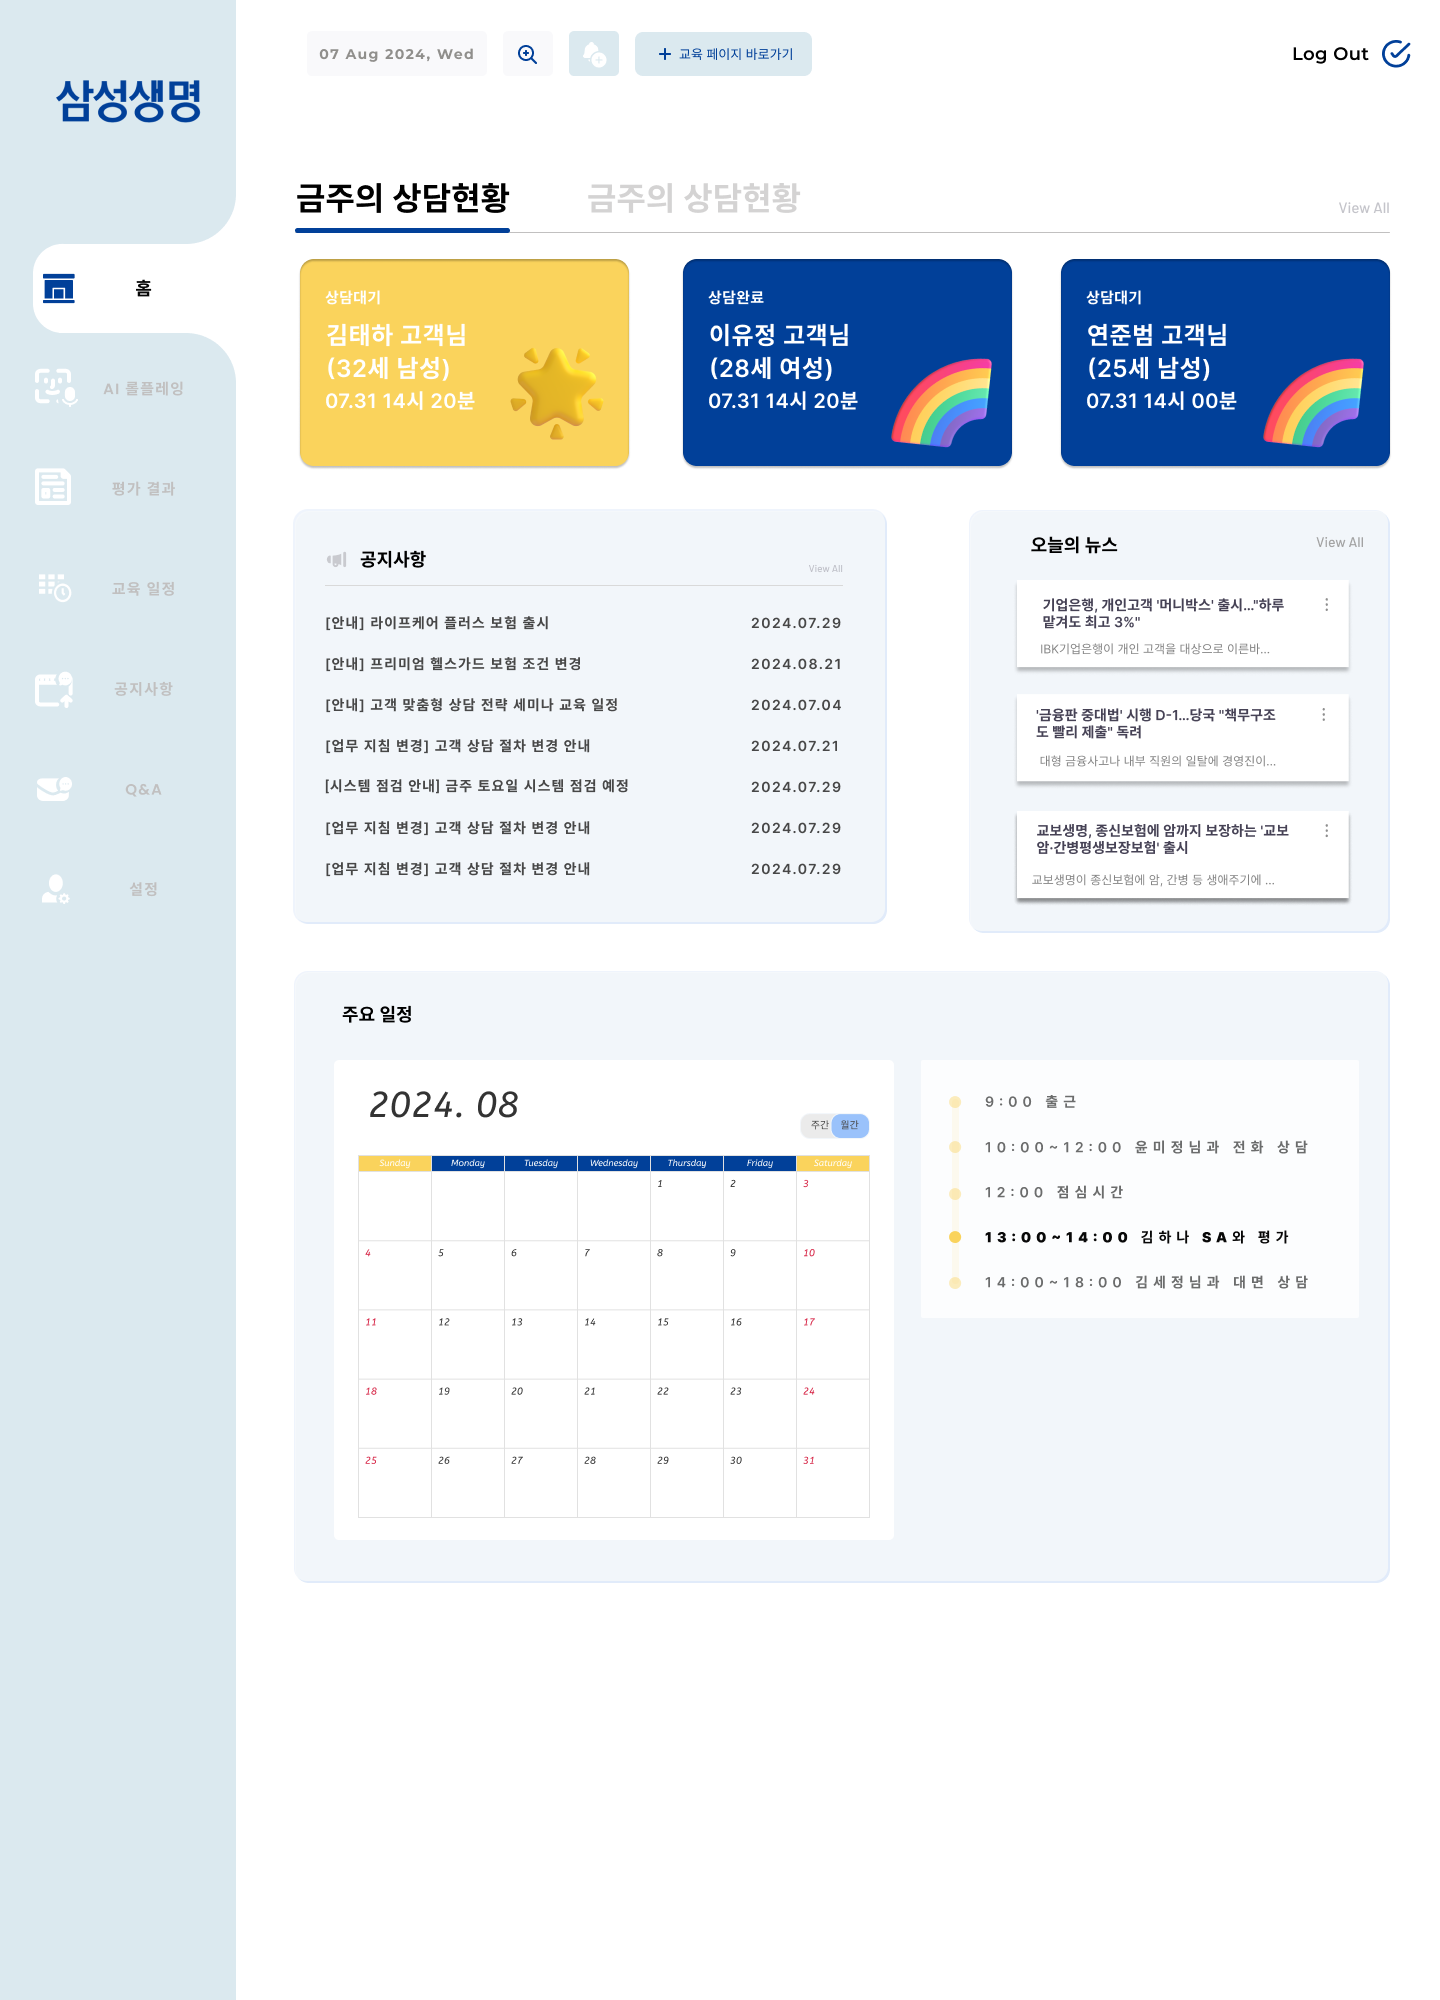 삼성생명
홈
AI 롤플레잉
평가 결과
교육 일정
공지사항
Q&A
설정
07 Aug 2024, Wed
교육 페이지 바로가기
Log Out
금주의 상담현황
금주의 상담현황
View All
상담대기
김태하 고객님
(32세 남성)
07.31 14시 20분
상담완료
이유정 고객님
(28세 여성)
07.31 14시 20분
상담대기
연준범 고객님
(25세 남성)
07.31 14시 00분
공지사항
View All
[안내] 라이프케어 플러스 보험 출시 2024.07.29
[안내] 프리미엄 헬스가드 보험 조건 변경 2024.08.21
[안내] 고객 맞춤형 상담 전략 세미나 교육 일정 2024.07.04
[업무 지침 변경] 고객 상담 절차 변경 안내 2024.07.21
[시스템 점검 안내] 금주 토요일 시스템 점검 예정 2024.07.29
[업무 지침 변경] 고객 상담 절차 변경 안내 2024.07.29
[업무 지침 변경] 고객 상담 절차 변경 안내 2024.07.29
오늘의 뉴스
View All
기업은행, 개인고객 '머니박스' 출시..."하루
맡겨도 최고 3%"
IBK기업은행이 개인 고객을 대상으로 이른바...
'금융판 중대법' 시행 D-1...당국 "책무구조
도 빨리 제출" 독려
대형 금융사고나 내부 직원의 일탈에 경영진이...
교보생명, 종신보험에 암까지 보장하는 '교보
암·간병평생보장보험' 출시
교보생명이 종신보험에 암, 간병 등 생애주기에 ...
주요 일정
2024. 08
주간 월간
Sunday Monday Tuesday Wednesday Thursday Friday Saturday
1 2 3
4 5 6 7 8 9 10
11 12 13 14 15 16 17
18 19 20 21 22 23 24
25 26 27 28 29 30 31
9:00 출근
10:00~12:00 윤미정님과 전화 상담
12:00 점심시간
13:00~14:00 김하나 SA와 평가
14:00~18:00 김세정님과 대면 상담